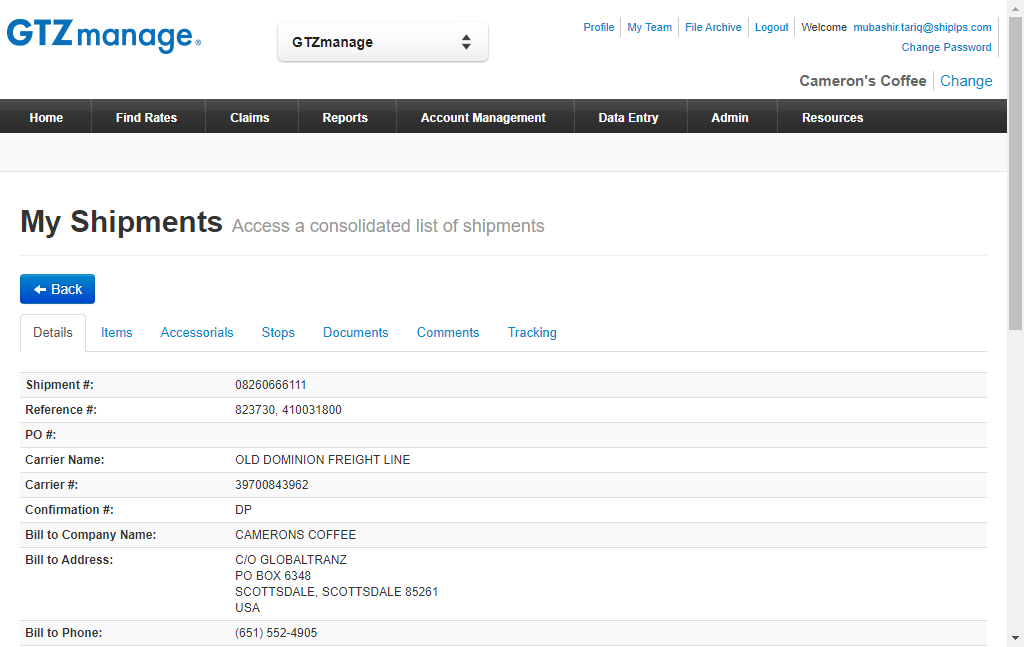 GTZmanage®
GTZmanage
Profile My Team File Archive Logout Welcome mubashir.tariq@shiplps.com
Change Password
Cameron's Coffee Change
Home Find Rates Claims Reports Account Management Data Entry Admin Resources
My Shipments Access a consolidated list of shipments
Back
Details Items Accessorials Stops Documents Comments Tracking
Shipment #: 08260666111
Reference #: 823730, 410031800
PO #:
Carrier Name: OLD DOMINION FREIGHT LINE
Carrier #: 39700843962
Confirmation #: DP
Bill to Company Name: CAMERONS COFFEE
Bill to Address: C/O GLOBALTRANZ
PO BOX 6348
SCOTTSDALE, SCOTTSDALE 85261
USA
Bill to Phone: (651) 552-4905